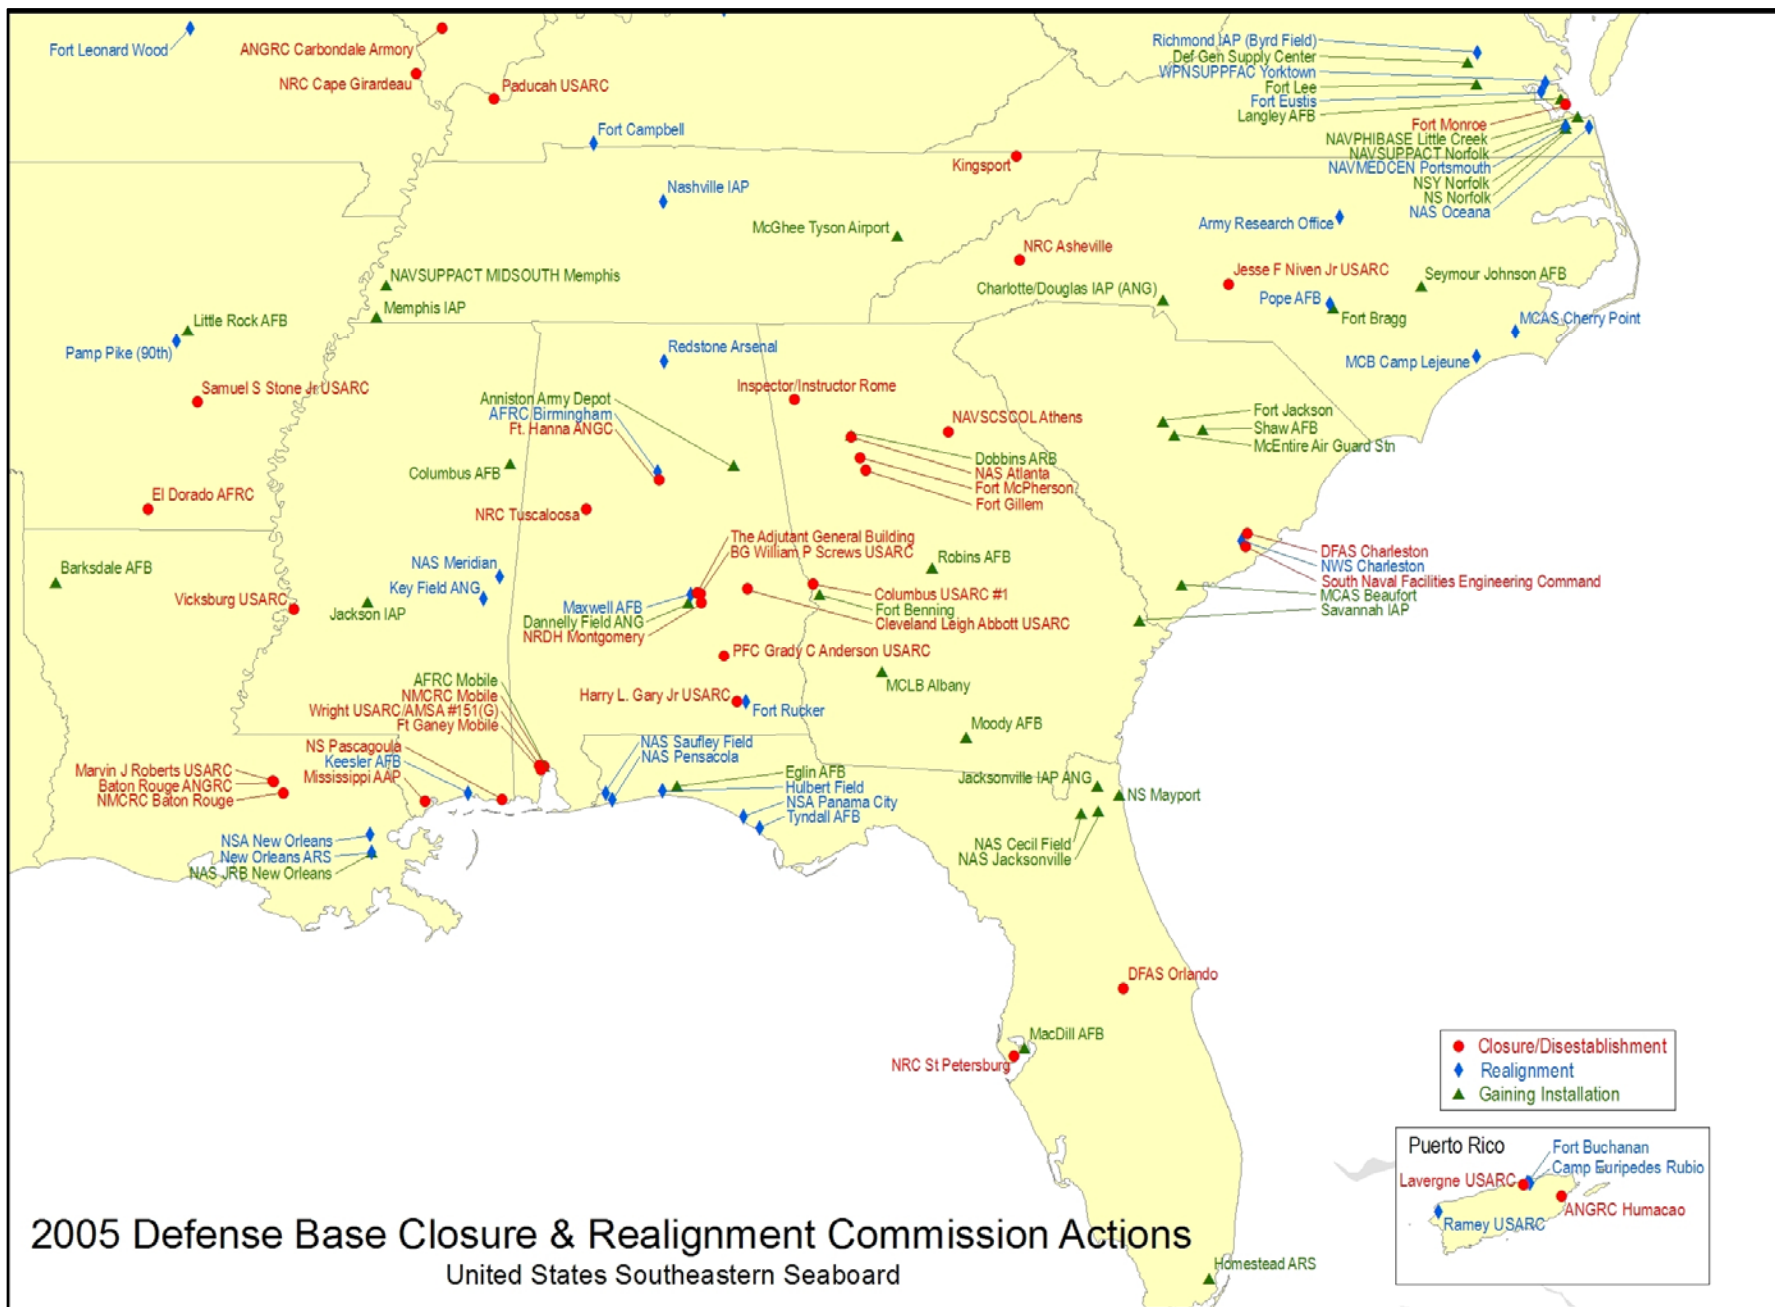 Fort Leonard Wood
ANGRC Carbondale Armory
NRC Cape Girardeau
Paducah USARC
Fort Campbell
Kingsport
Nashville IAP
McGhee Tyson Airport
Richmond IAP (Byrd Field)
Def Gen Supply Center
WPNSUPPFAC Yorktown
Fort Lee
Fort Eustis
Langley AFB
Fort Monroe
NAVPHIBASE Little Creek
NAVSUPPACT Norfolk
NAVMEDCEN Portsmouth
NSY Norfolk
NS Norfolk
NAS Oceana
Army Research Office
NRC Asheville
Jesse F Niven Jr USARC
Seymour Johnson AFB
Charlotte/Douglas IAP (ANG)
Pope AFB
Fort Bragg
MCAS Cherry Point
MCB Camp Lejeune
NAVSUPPACT MIDSOUTH Memphis
Memphis IAP
Little Rock AFB
Pamp Pike (90th)
Samuel S Stone Jr USARC
El Dorado AFRC
Redstone Arsenal
Anniston Army Depot
AFRC Birmingham
Ft. Hanna ANGC
Columbus AFB
NRC Tuscaloosa
Inspector/Instructor Rome
NAVSCSCOL Athens
Dobbins ARB
NAS Atlanta
Fort McPherson
Fort Gillem
Fort Jackson
Shaw AFB
McEntire Air Guard Stn
Barksdale AFB
Vicksburg USARC
Jackson IAP
NAS Meridian
Key Field ANG
The Adjutant General Building
BG William P Screws USARC
Maxwell AFB
Dannelly Field ANG
NRDH Montgomery
Robins AFB
Columbus USARC #1
Fort Benning
Cleveland Leigh Abbott USARC
DFAS Charleston
NWS Charleston
South Naval Facilities Engineering Command
MCAS Beaufort
Savannah IAP
PFC Grady C Anderson USARC
MCLB Albany
Harry L. Gary Jr USARC
Fort Rucker
Moody AFB
AFRC Mobile
NMCRC Mobile
Wright USARC/AMSA #151(G)
Ft Ganey Mobile
NS Pascagoula
Keesler AFB
Mississippi AAP
Marvin J Roberts USARC
Baton Rouge ANGRC
NMCRC Baton Rouge
NSA New Orleans
New Orleans ARS
NAS JRB New Orleans
NAS Saufley Field
NAS Pensacola
Eglin AFB
Hulbert Field
NSA Panama City
Tyndall AFB
Jacksonville IAP ANG
NS Mayport
NAS Cecil Field
NAS Jacksonville
DFAS Orlando
MacDill AFB
NRC St Petersburg
Homestead ARS
Closure/Disestablishment
Realignment
Gaining Installation
Puerto Rico
Fort Buchanan
Camp Euripedes Rubio
Lavergne USARC
ANGRC Humacao
Ramey USARC
2005 Defense Base Closure & Realignment Commission Actions
United States Southeastern Seaboard